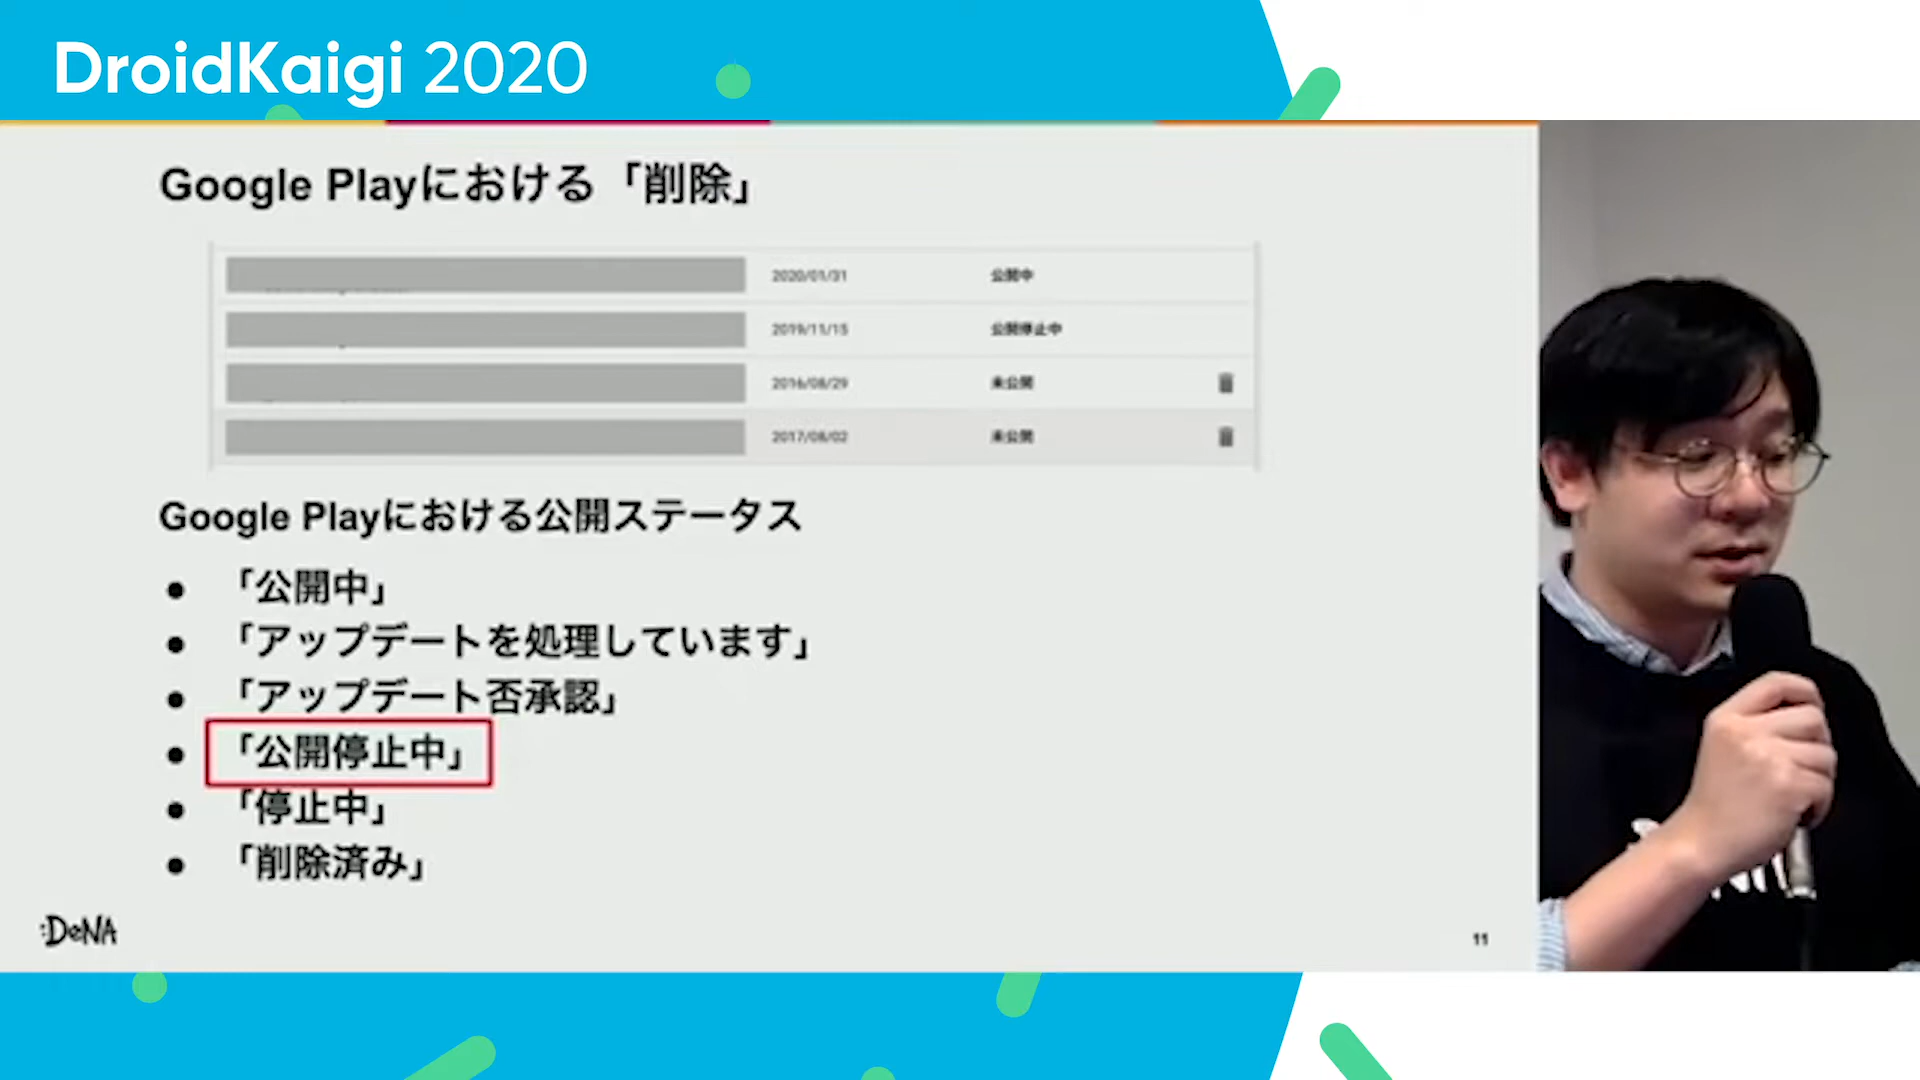 DroidKaigi 2020
Google Playにおける「削除」
2020/01/31 公開中
2019/11/15 公開停止中
2016/08/29 未公開
2017/08/02 未公開
Google Playにおける公開ステータス
● 「公開中」
● 「アップデートを処理しています」
● 「アップデート否承認」
● 「公開停止中」
● 「停止中」
● 「削除済み」
:DeNA
11